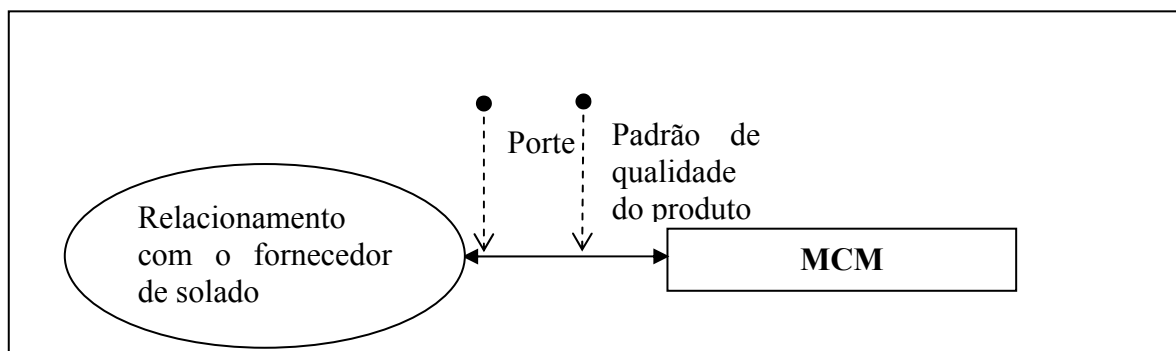 Porte
Padrão de
qualidade
do produto
Relacionamento
com o fornecedor
de solado
MCM